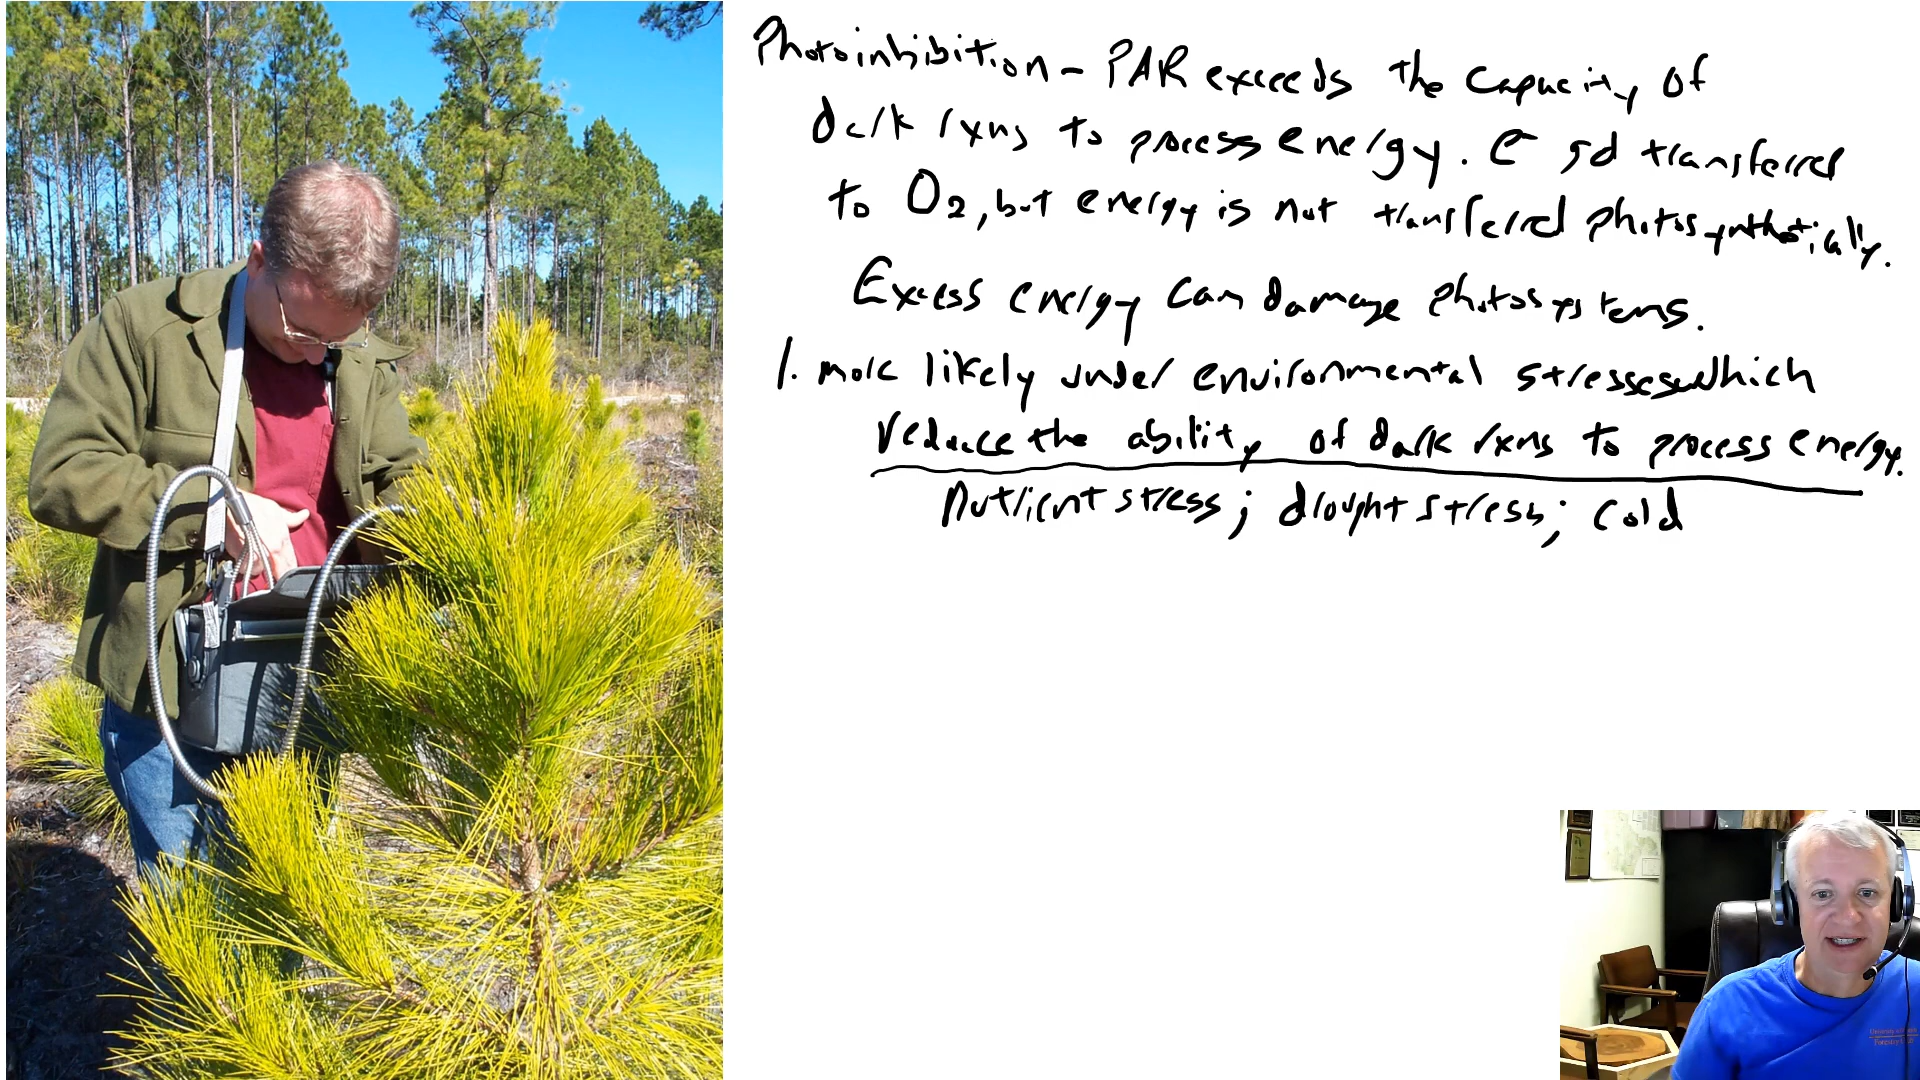 Photoinhibition - PAR exceeds the capacity of
dark rxns to process energy. e⁻ transferred
to O2, but energy is not transferred photosynthetically.
Excess energy can damage photosystems.
1. more likely under environmental stresses which
reduce the ability of dark rxns to process energy.
Nutrient stress; drought stress; cold